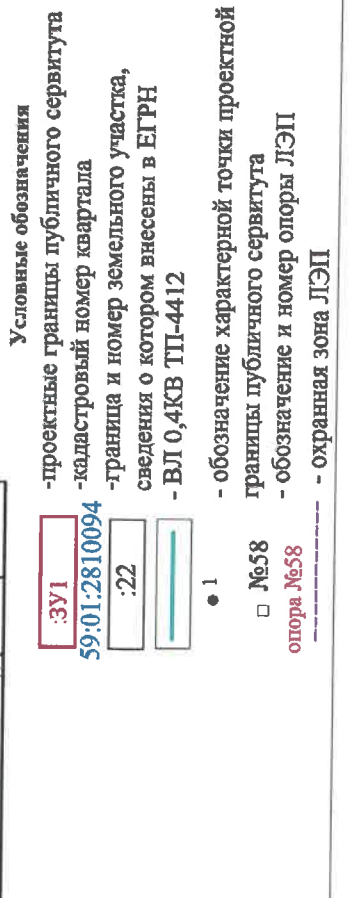 Условные обозначения
:ЗУ1 -проектные границы публичного сервитута
59:01:2810094 -кадастровый номер квартала
:22 -граница и номер земельного участка,
сведения о котором внесены в ЕГРН
- ВЛ 0,4КВ ТП-4412
1 - обозначение характерной точки проектной
границы публичного сервитута
№58 - обозначение и номер опоры ЛЭП
опора №58
- охранная зона ЛЭП